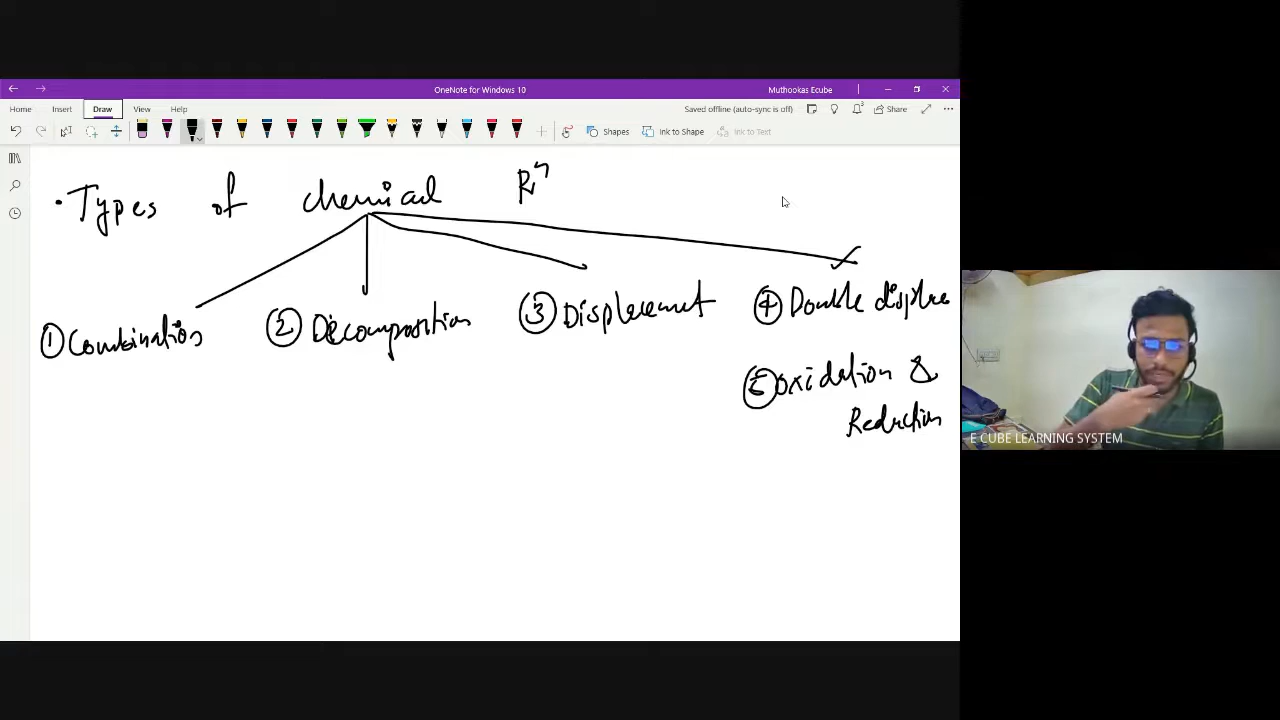 OneNote for Windows 10
Muthookas Ecube
Home Insert Draw View Help
Saved offline (auto-sync is off)
Share
Shapes
Ink to Shape
Ink to Text
• Types of chemical Rn
① Combination ② Decomposition ③ Displacement ④ Double displace
⑤ Oxidation &
Reduction
E CUBE LEARNING SYSTEM